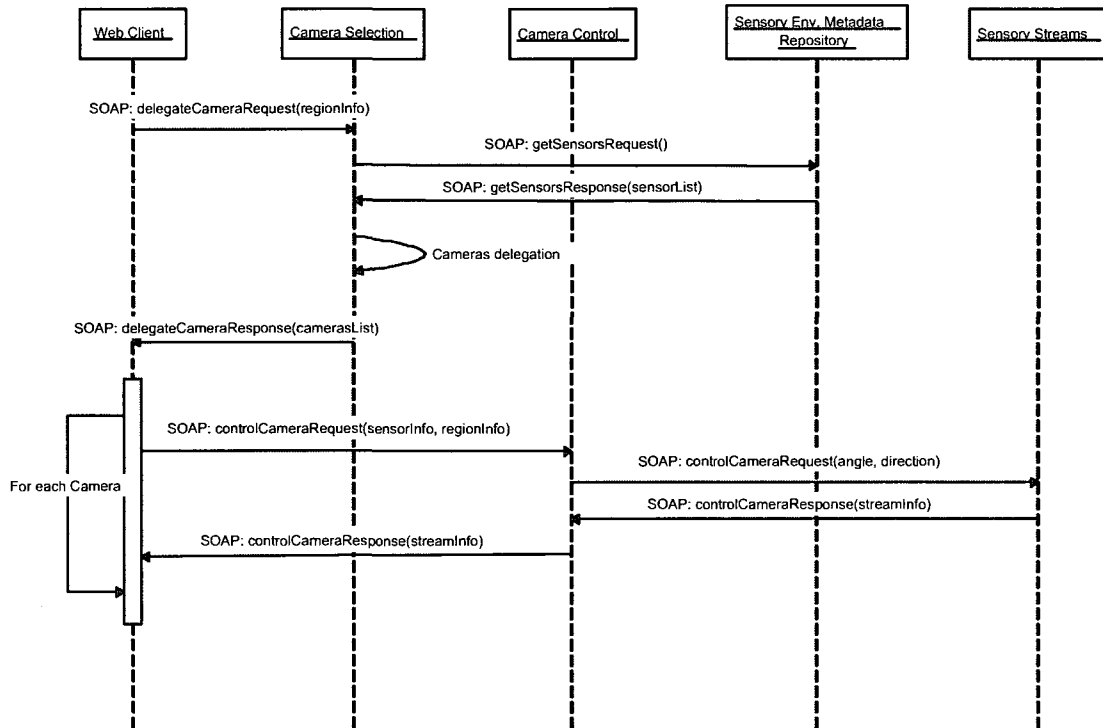 Web Client
Camera Selection
Camera Control
Sensory Env. Metadata
Repository
Sensory Streams
SOAP: delegateCameraRequest(regionInfo)
SOAP: getSensorsRequest()
SOAP: getSensorsResponse(sensorList)
Cameras delegation
SOAP: delegateCameraResponse(camerasList)
SOAP: controlCameraRequest(sensorInfo, regionInfo)
SOAP: controlCameraRequest(angle, direction)
For each Camera
SOAP: controlCameraResponse(streamInfo)
SOAP: controlCameraResponse(streamInfo)